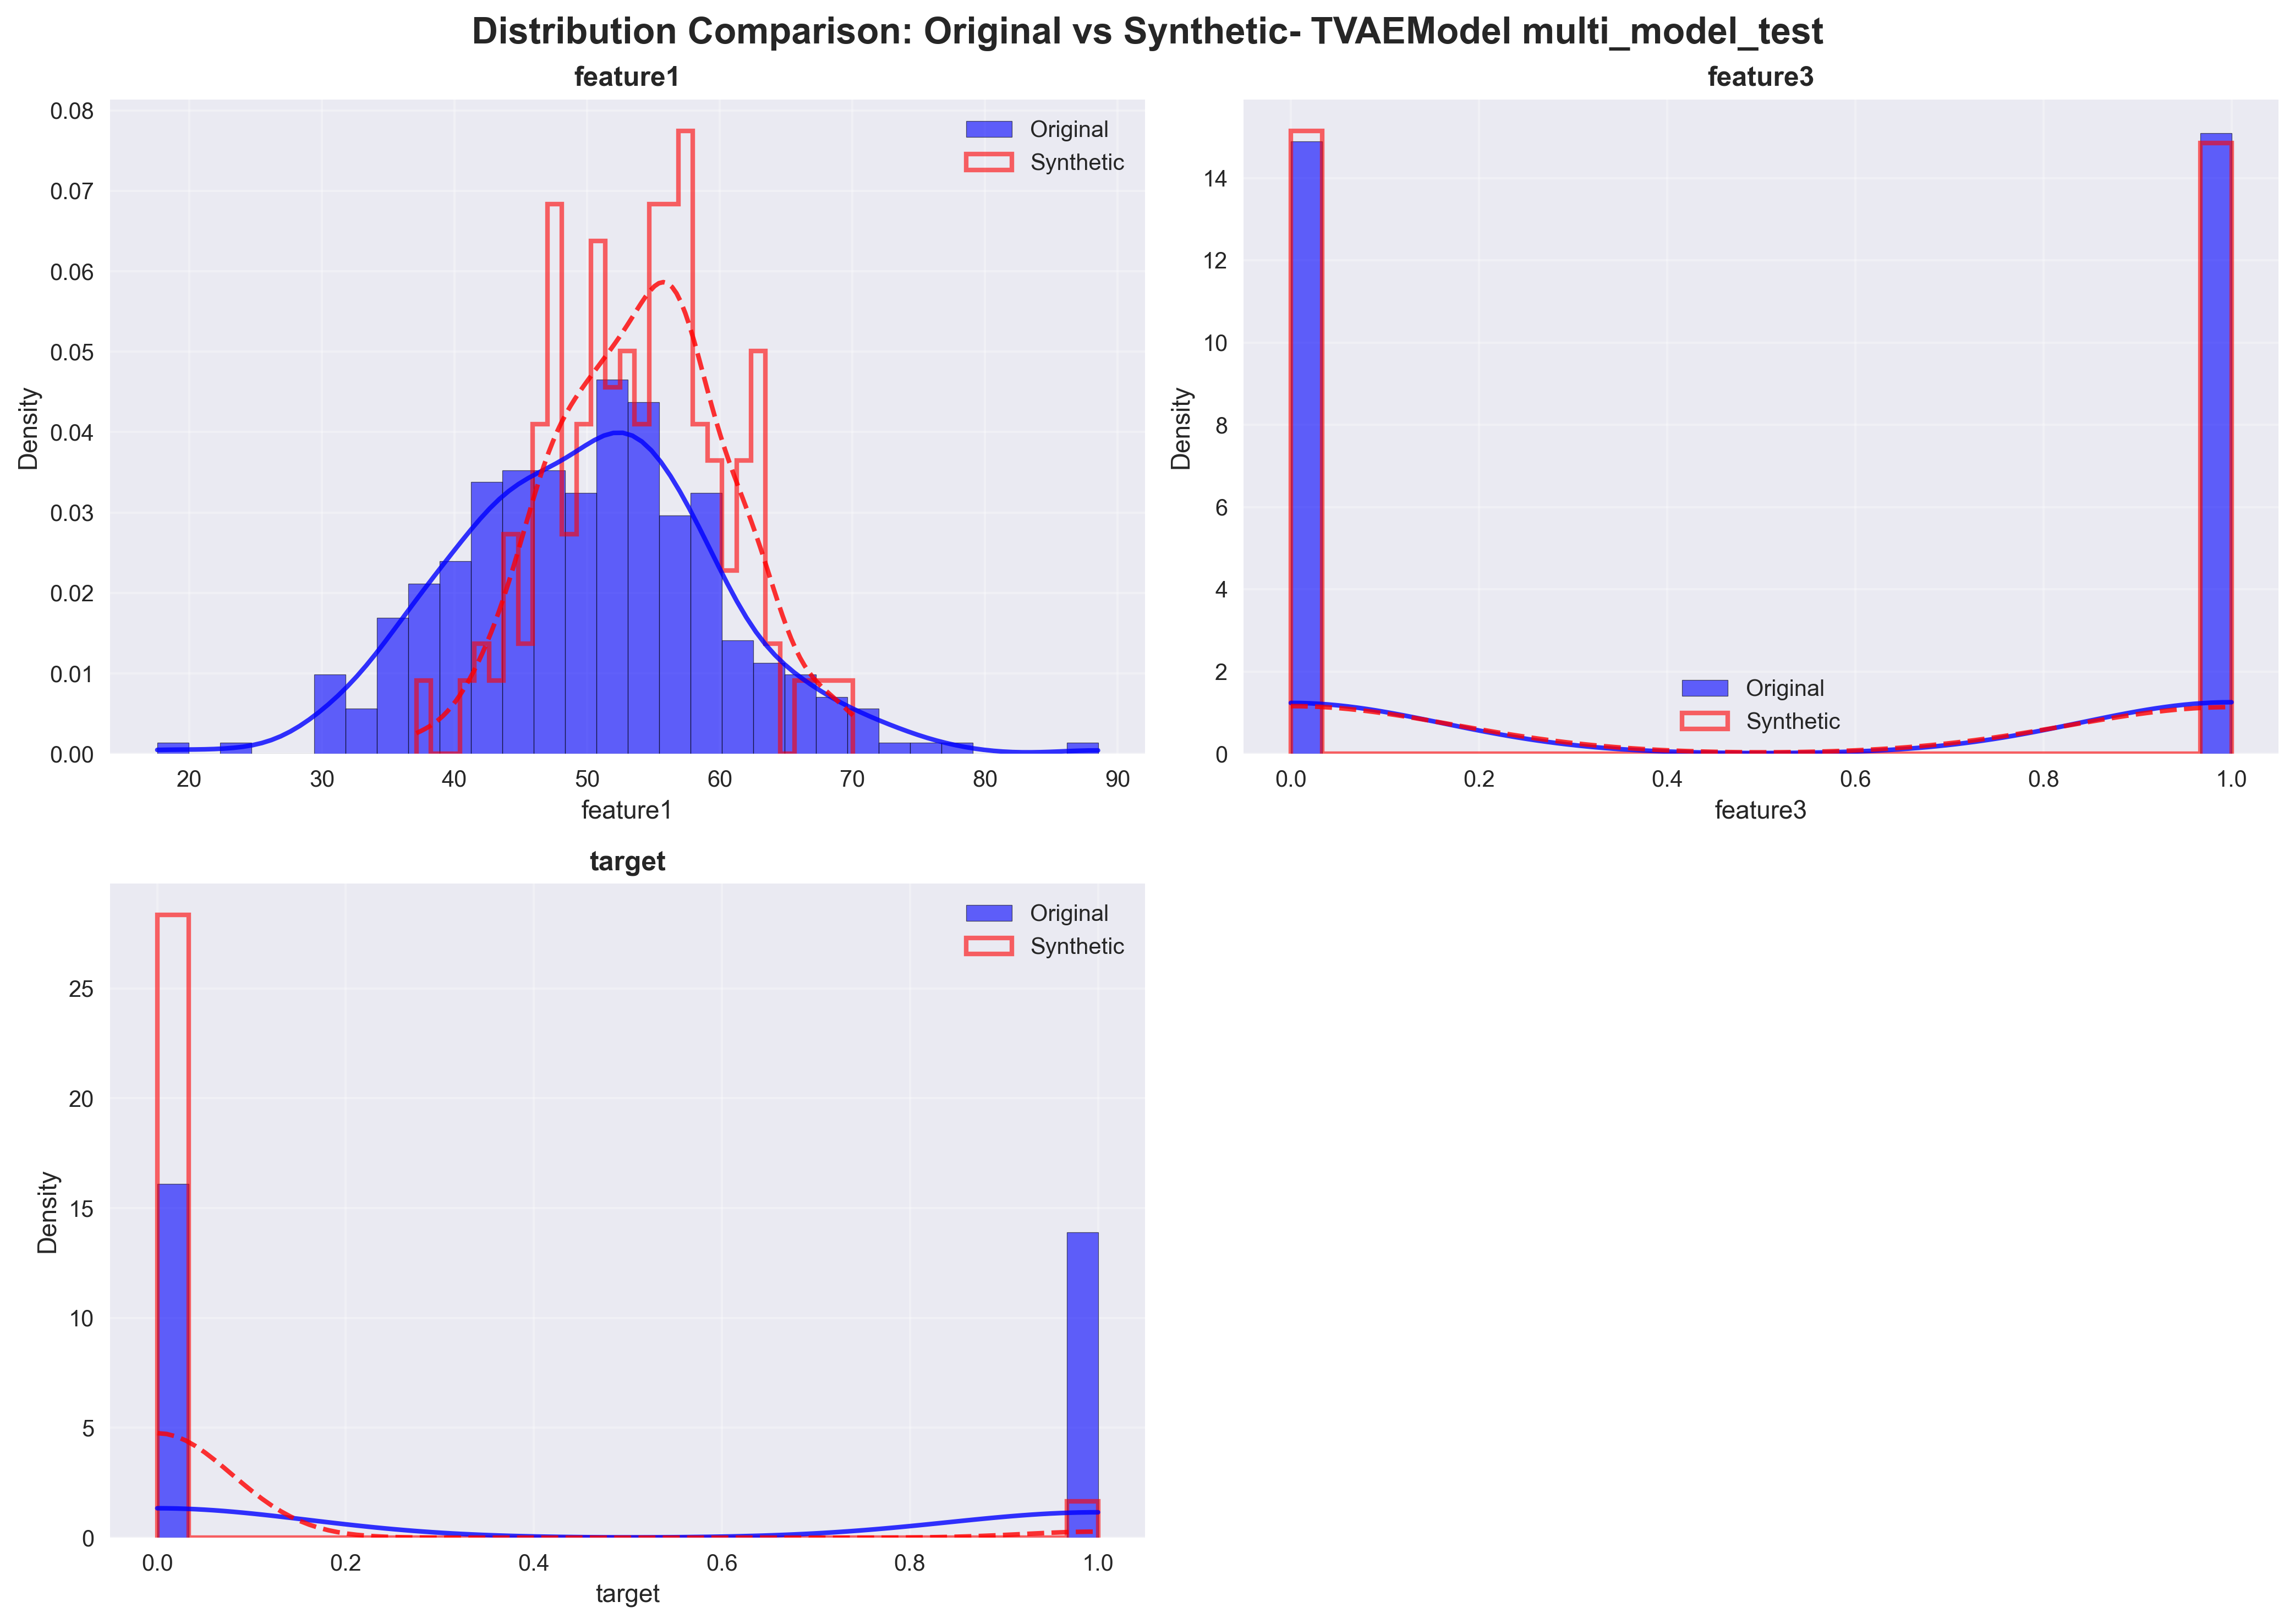 Distribution Comparison: Original vs Synthetic- TVAEModel multi_model_test
feature1
0.08
0.07
0.06
0.05
0.04
0.03
0.02
0.01
0.00
Density
Original
Synthetic
20 30 40 50 60 70 80 90
feature1
feature3
14
12
10
8
6
4
2
0
Density
Original
Synthetic
0.0 0.2 0.4 0.6 0.8 1.0
feature3
target
25
20
15
10
5
0
Density
Original
Synthetic
0.0 0.2 0.4 0.6 0.8 1.0
target